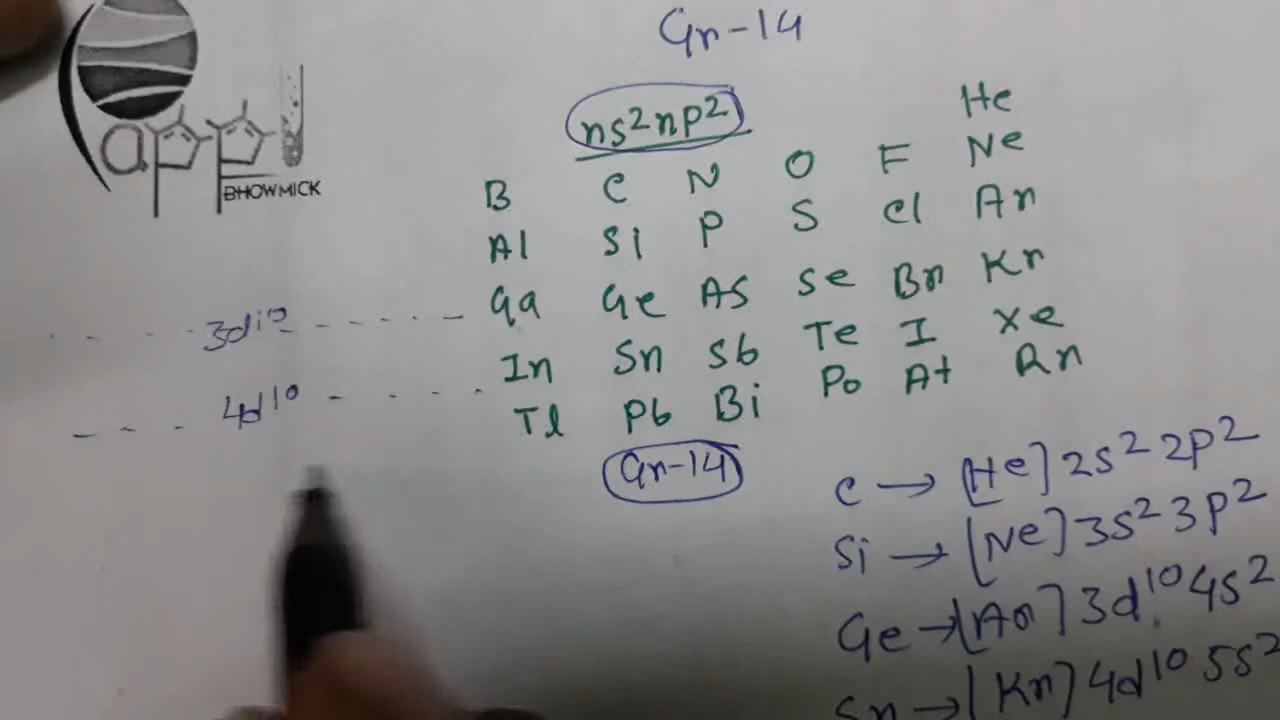 Gr-14
ns²np²
He
B C N O F Ne
Al Si P S Cl Ar
3d¹⁰ Ga Ge As Se Br Kr
4d¹⁰ In Sn Sb Te I Xe
Tl Pb Bi Po At Rn
Gr-14
C → [He] 2s² 2p²
Si → [Ne] 3s² 3p²
Ge → [Ar] 3d¹⁰ 4s²
Sn → [Kr] 4d¹⁰ 5s²
a
BHOWMICK